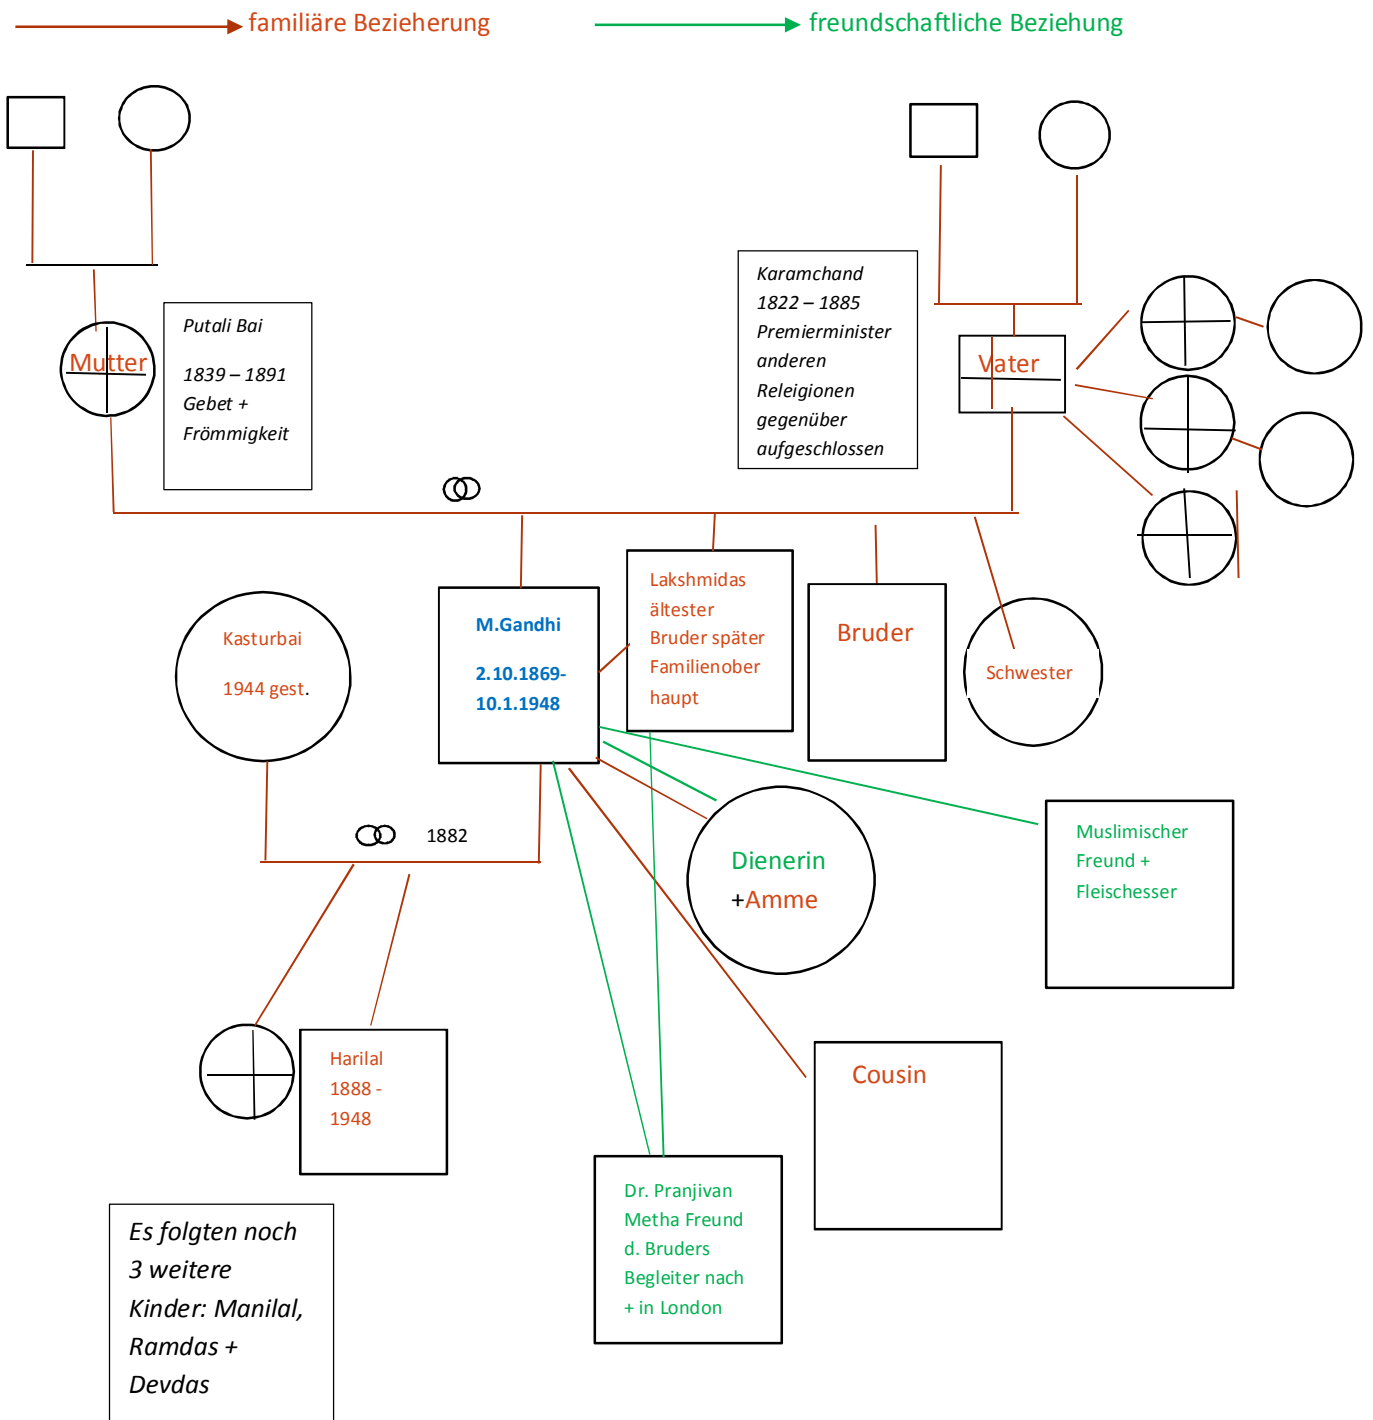 familiäre Bezieherung
freundschaftliche Beziehung
Mutter
Putali Bai
1839 – 1891
Gebet +
Frömmigkeit
Karamchand
1822 – 1885
Premierminister
anderen
Releigionen
gegenüber
aufgeschlossen
Vater
Kasturbai
1944 gest.
M.Gandhi
2.10.1869-
10.1.1948
Lakshmidas
ältester
Bruder später
Familienober
haupt
Bruder
Schwester
1882
Dienerin
+Amme
Muslimischer
Freund +
Fleischesser
Harilal
1888 -
1948
Cousin
Dr. Pranjivan
Metha Freund
d. Bruders
Begleiter nach
+ in London
Es folgten noch
3 weitere
Kinder: Manilal,
Ramdas +
Devdas